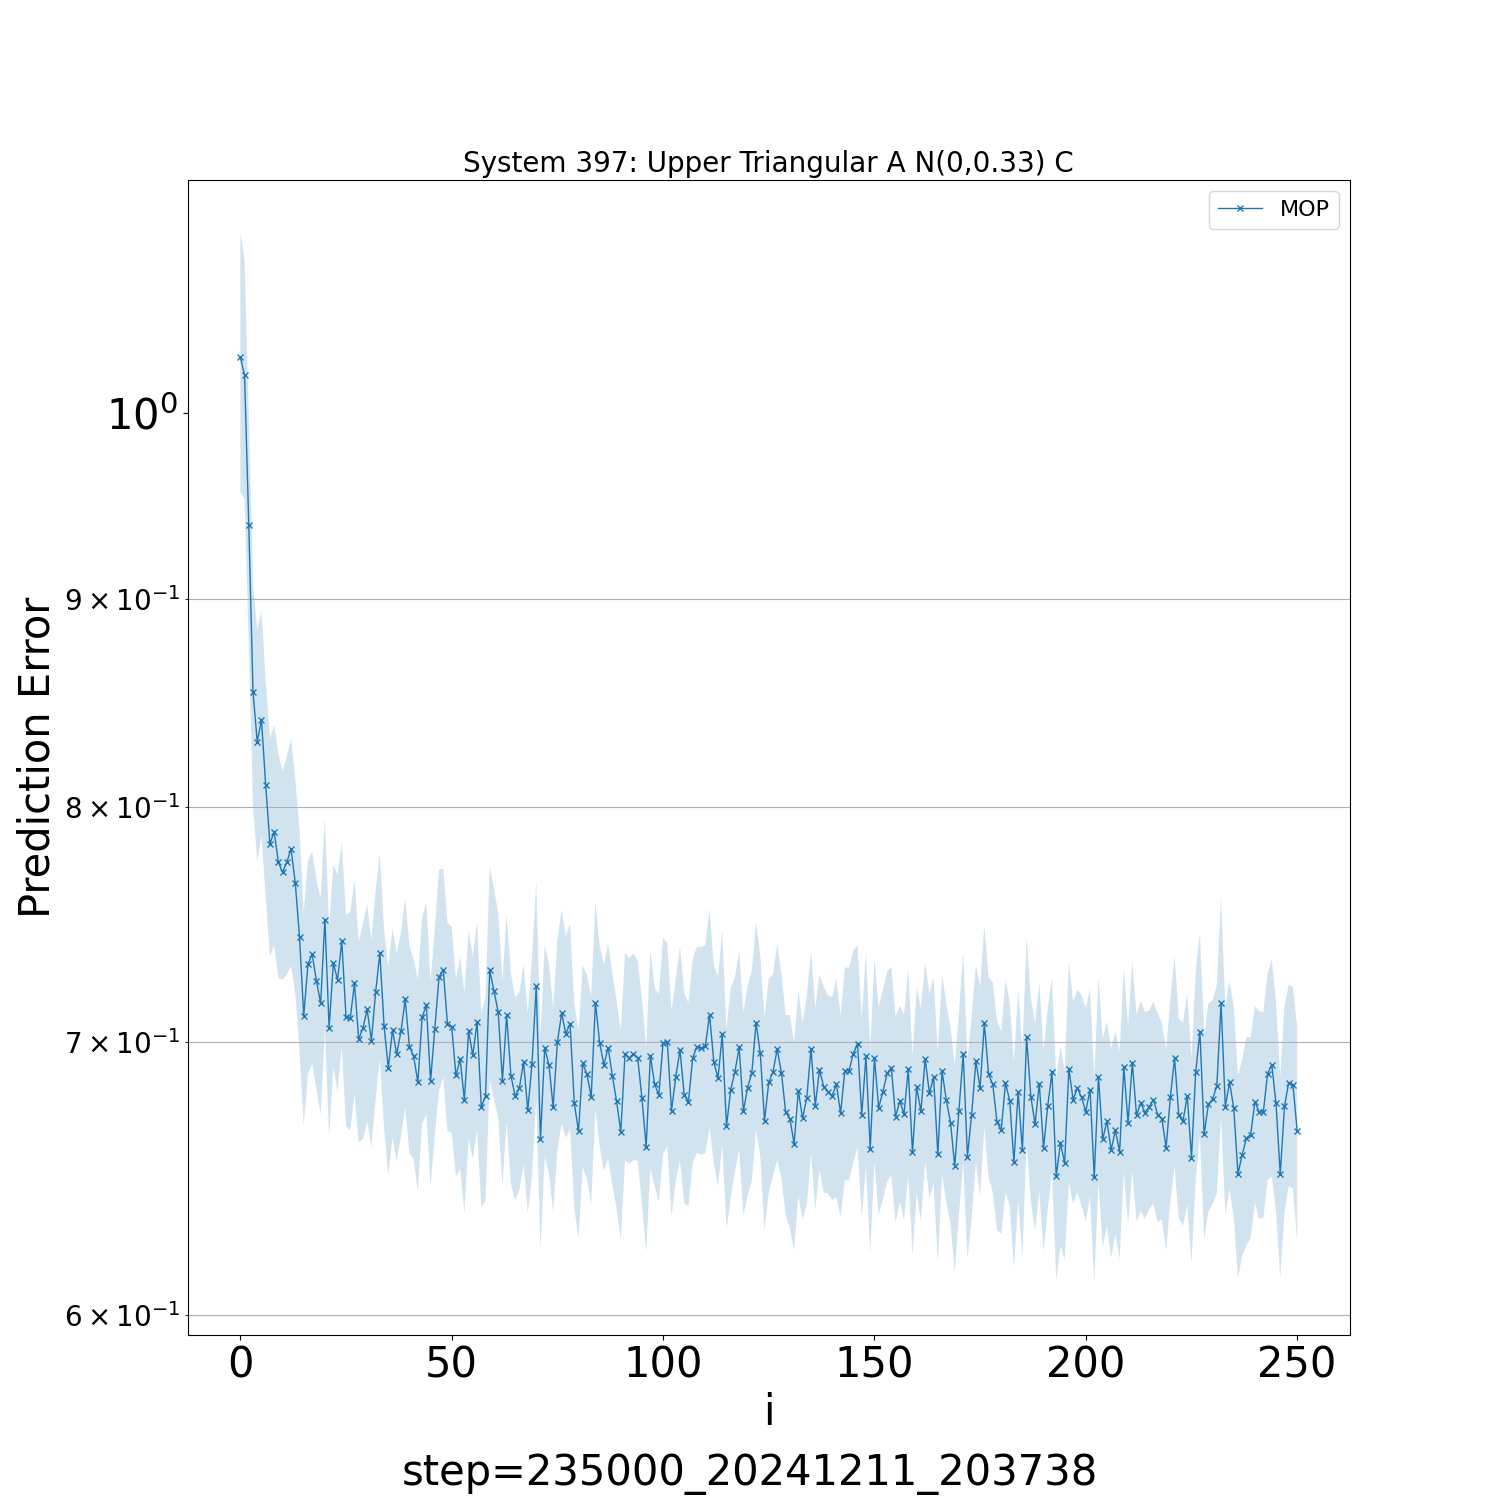 System 397: Upper Triangular A N(0,0.33) C
MOP
10⁰
9 × 10⁻¹
8 × 10⁻¹
7 × 10⁻¹
6 × 10⁻¹
Prediction Error
0 50 100 150 200 250
i
step=235000_20241211_203738